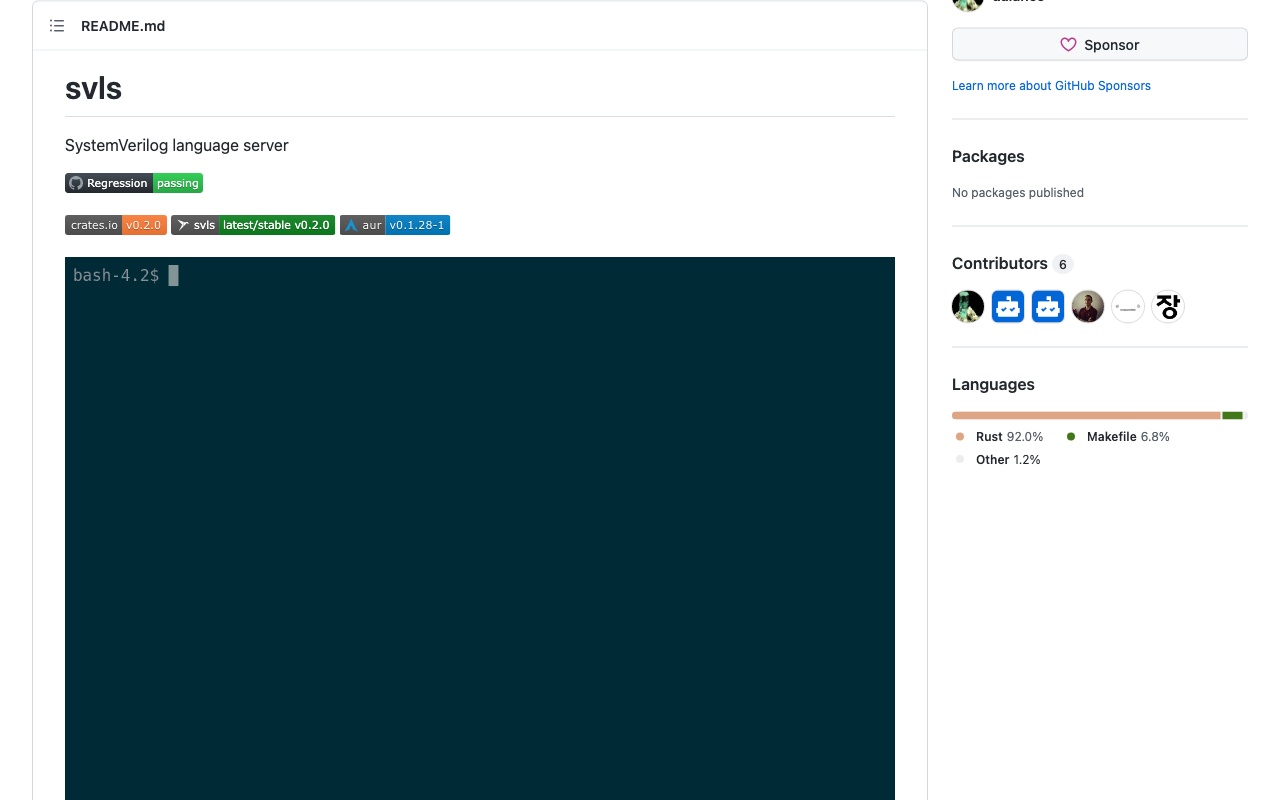 README.md
svls
SystemVerilog language server
Regression passing
crates.io v0.2.0 svls latest/stable v0.2.0 aur v0.1.28-1
bash-4.2$
Sponsor
Learn more about GitHub Sponsors
Packages
No packages published
Contributors 6
장
Languages
Rust 92.0% Makefile 6.8%
Other 1.2%